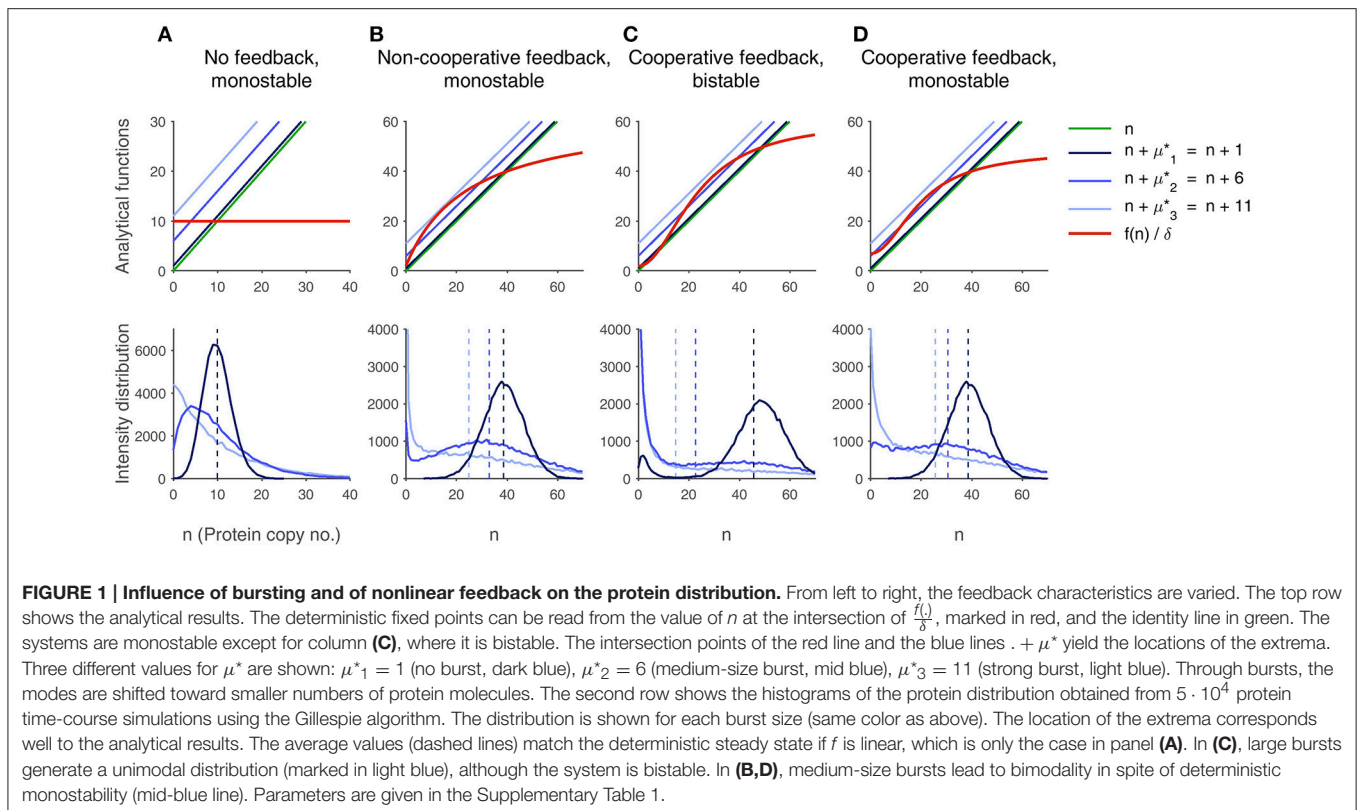 A
No feedback,
monostable
B
Non-cooperative feedback,
monostable
C
Cooperative feedback,
bistable
D
Cooperative feedback,
monostable
Analytical functions
30
20
10
0
0 10 20 30 40
60
40
20
0
0 20 40 60
60
40
20
0
0 20 40 60
60
40
20
0
0 20 40 60
n
n + μ*₁ = n + 1
n + μ*₂ = n + 6
n + μ*₃ = n + 11
f(n) / δ
Intensity distribution
6000
4000
2000
0
0 10 20 30 40
4000
3000
2000
1000
0
0 20 40 60
4000
3000
2000
1000
0
0 20 40 60
4000
3000
2000
1000
0
0 20 40 60
n (Protein copy no.)
n
n
n
FIGURE 1 | Influence of bursting and of nonlinear feedback on the protein distribution. From left to right, the feedback characteristics are varied. The top row
shows the analytical results. The deterministic fixed points can be read from the value of n at the intersection of f(.)/δ, marked in red, and the identity line in green. The
systems are monostable except for column (C), where it is bistable. The intersection points of the red line and the blue lines . + μ* yield the locations of the extrema.
Three different values for μ* are shown: μ*₁ = 1 (no burst, dark blue), μ*₂ = 6 (medium-size burst, mid blue), μ*₃ = 11 (strong burst, light blue). Through bursts, the
modes are shifted toward smaller numbers of protein molecules. The second row shows the histograms of the protein distribution obtained from 5 · 10⁴ protein
time-course simulations using the Gillespie algorithm. The distribution is shown for each burst size (same color as above). The location of the extrema corresponds
well to the analytical results. The average values (dashed lines) match the deterministic steady state if f is linear, which is only the case in panel (A). In (C), large bursts
generate a unimodal distribution (marked in light blue), although the system is bistable. In (B,D), medium-size bursts lead to bimodality in spite of deterministic
monostability (mid-blue line). Parameters are given in the Supplementary Table 1.